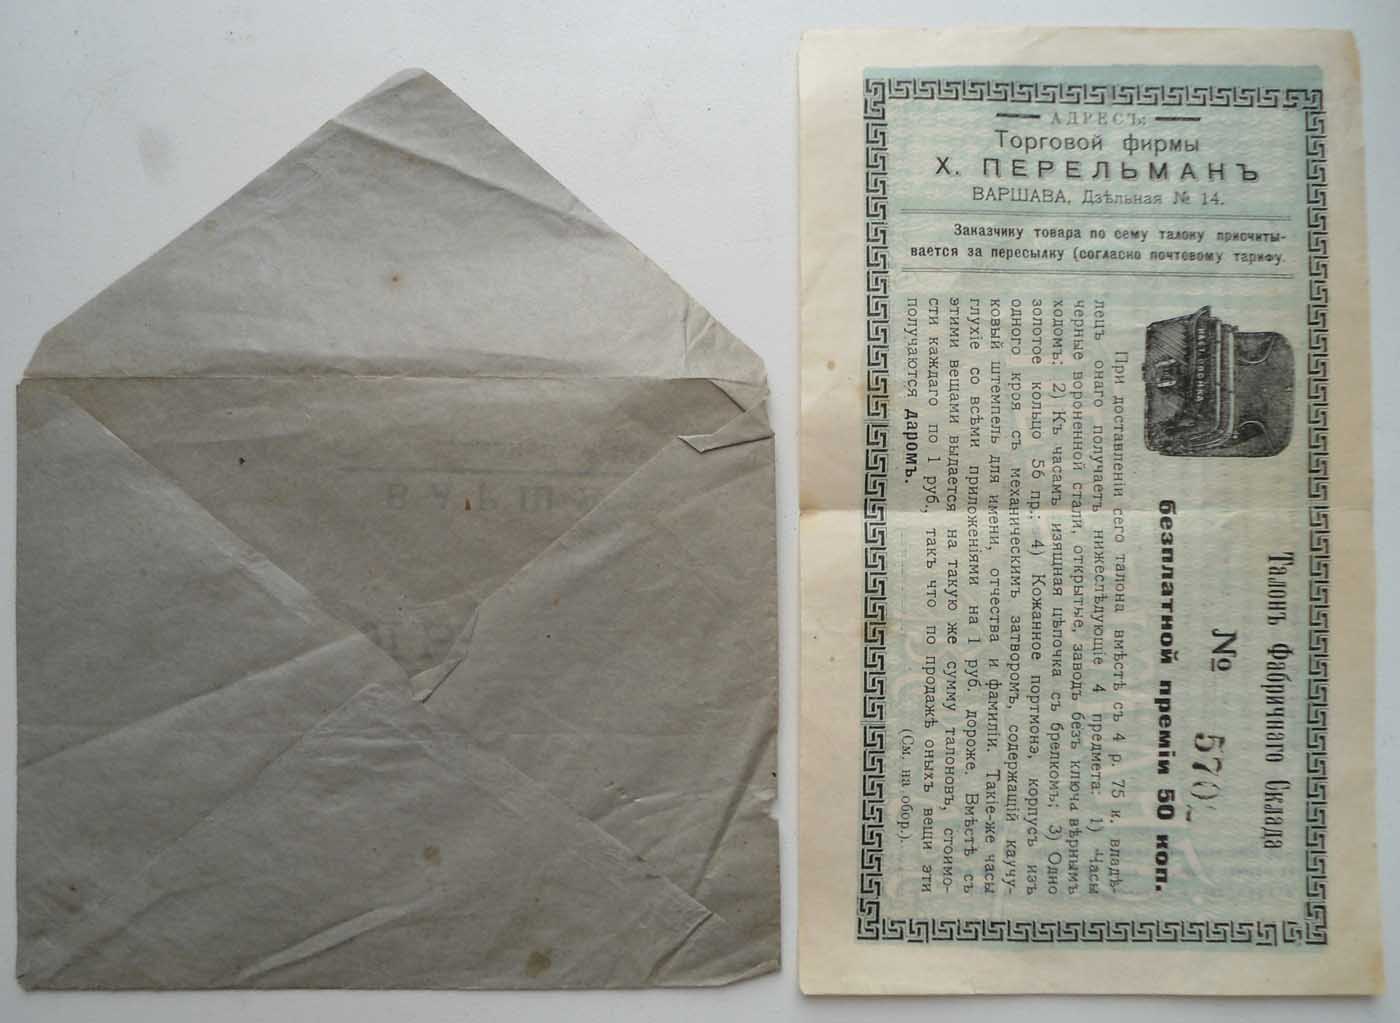 АДРЕСЪ:
Торговой фирмы
Х. ПЕРЕЛЬМАНЪ
ВАРШАВА, Дзѣльная № 14.
Заказчику товара по сему талону присчиты-
вается за пересылку (согласно почтовому тарифу.
Талонъ Фабричнаго Склада
№ 570
безплатной преміи 50 коп.
При доставленіи сего талона вмѣстѣ съ 4 р. 75 к. владѣ-
лецъ онаго получаетъ нижеслѣдующіе 4 предмета: 1) Часы
черные вороненной стали, открытые, заводъ безъ ключа вѣрнымъ
ходомъ; 2) Къ часамъ изящная цѣпочка съ брелкомъ; 3) Одно
золотое кольцо 56 пр.; 4) Кожанное портмонэ, корпусъ изъ
одного кроя съ механическимъ затворомъ, содержащій каучу-
ковый штемпель для имени, отчества и фамиліи. Такіе-же часы
глухіе со всѣми приложеніями на 1 руб. дороже. Вмѣстѣ съ
этими вещами выдается на такую же сумму талоновъ, стоимо-
сти каждаго по 1 руб., такъ что по продажѣ оныхъ вещи эти
получаются даромъ.
(См. на обор.).